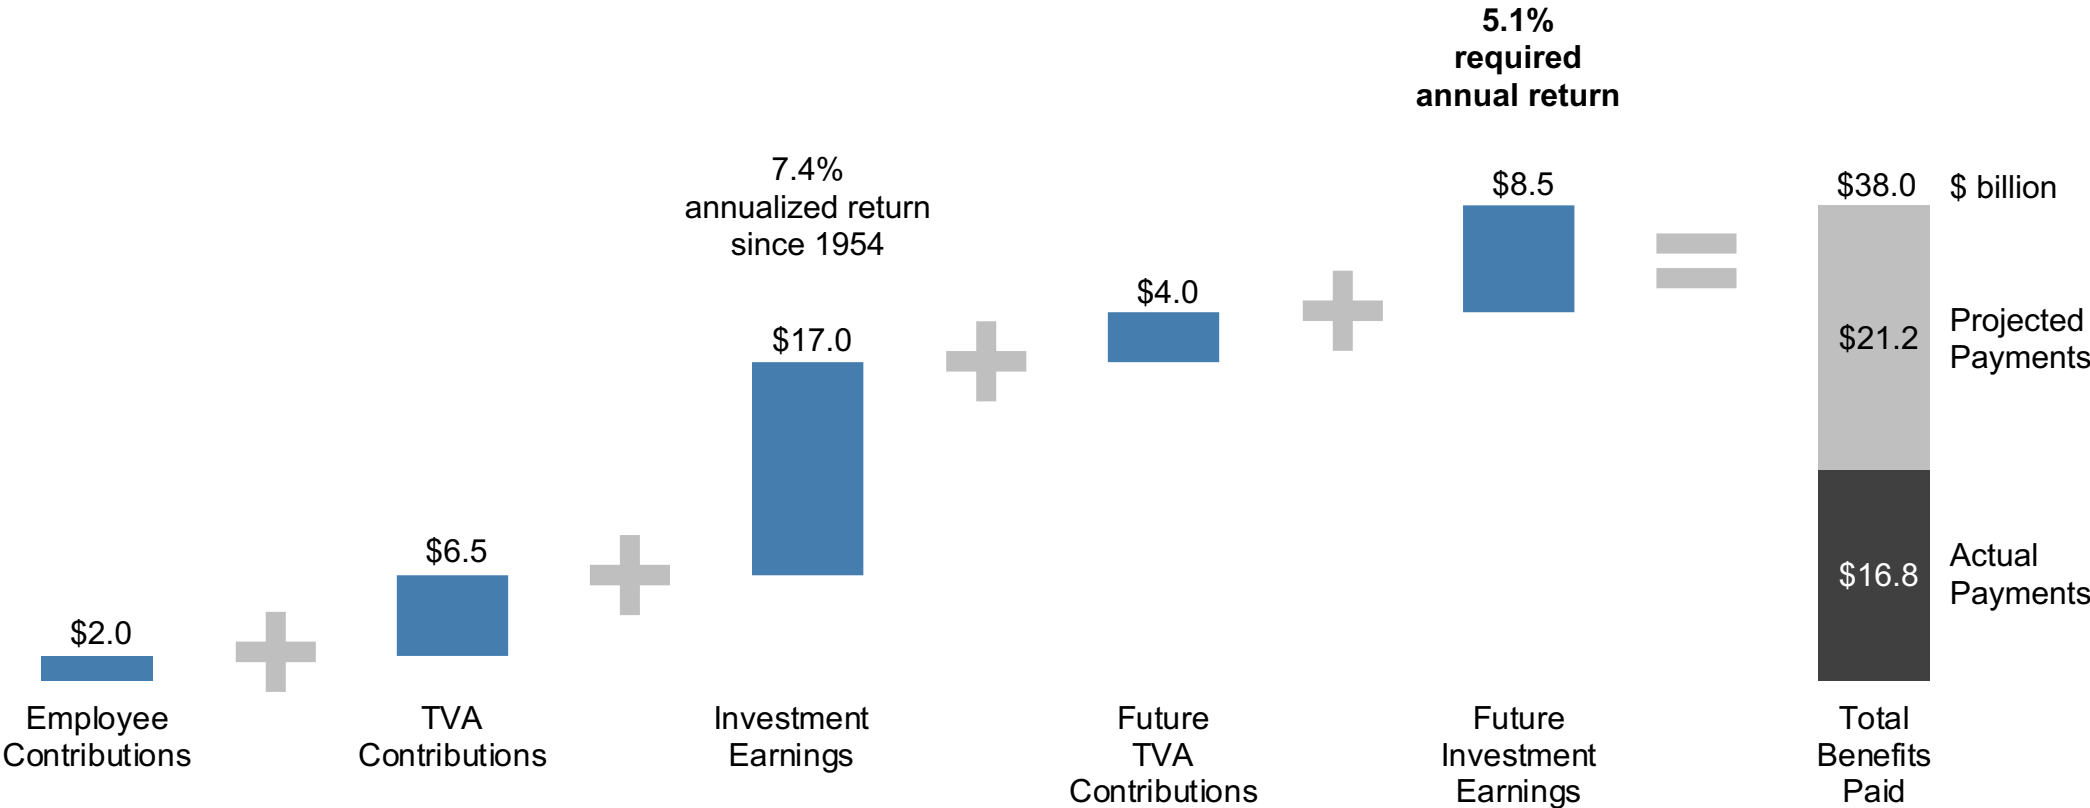 5.1%
required
annual return
7.4%
annualized return
since 1954
$2.0
$6.5
$17.0
$4.0
$8.5
$38.0
$ billion
$21.2
Projected
Payments
$16.8
Actual
Payments
Employee
Contributions
TVA
Contributions
Investment
Earnings
Future
TVA
Contributions
Future
Investment
Earnings
Total
Benefits
Paid